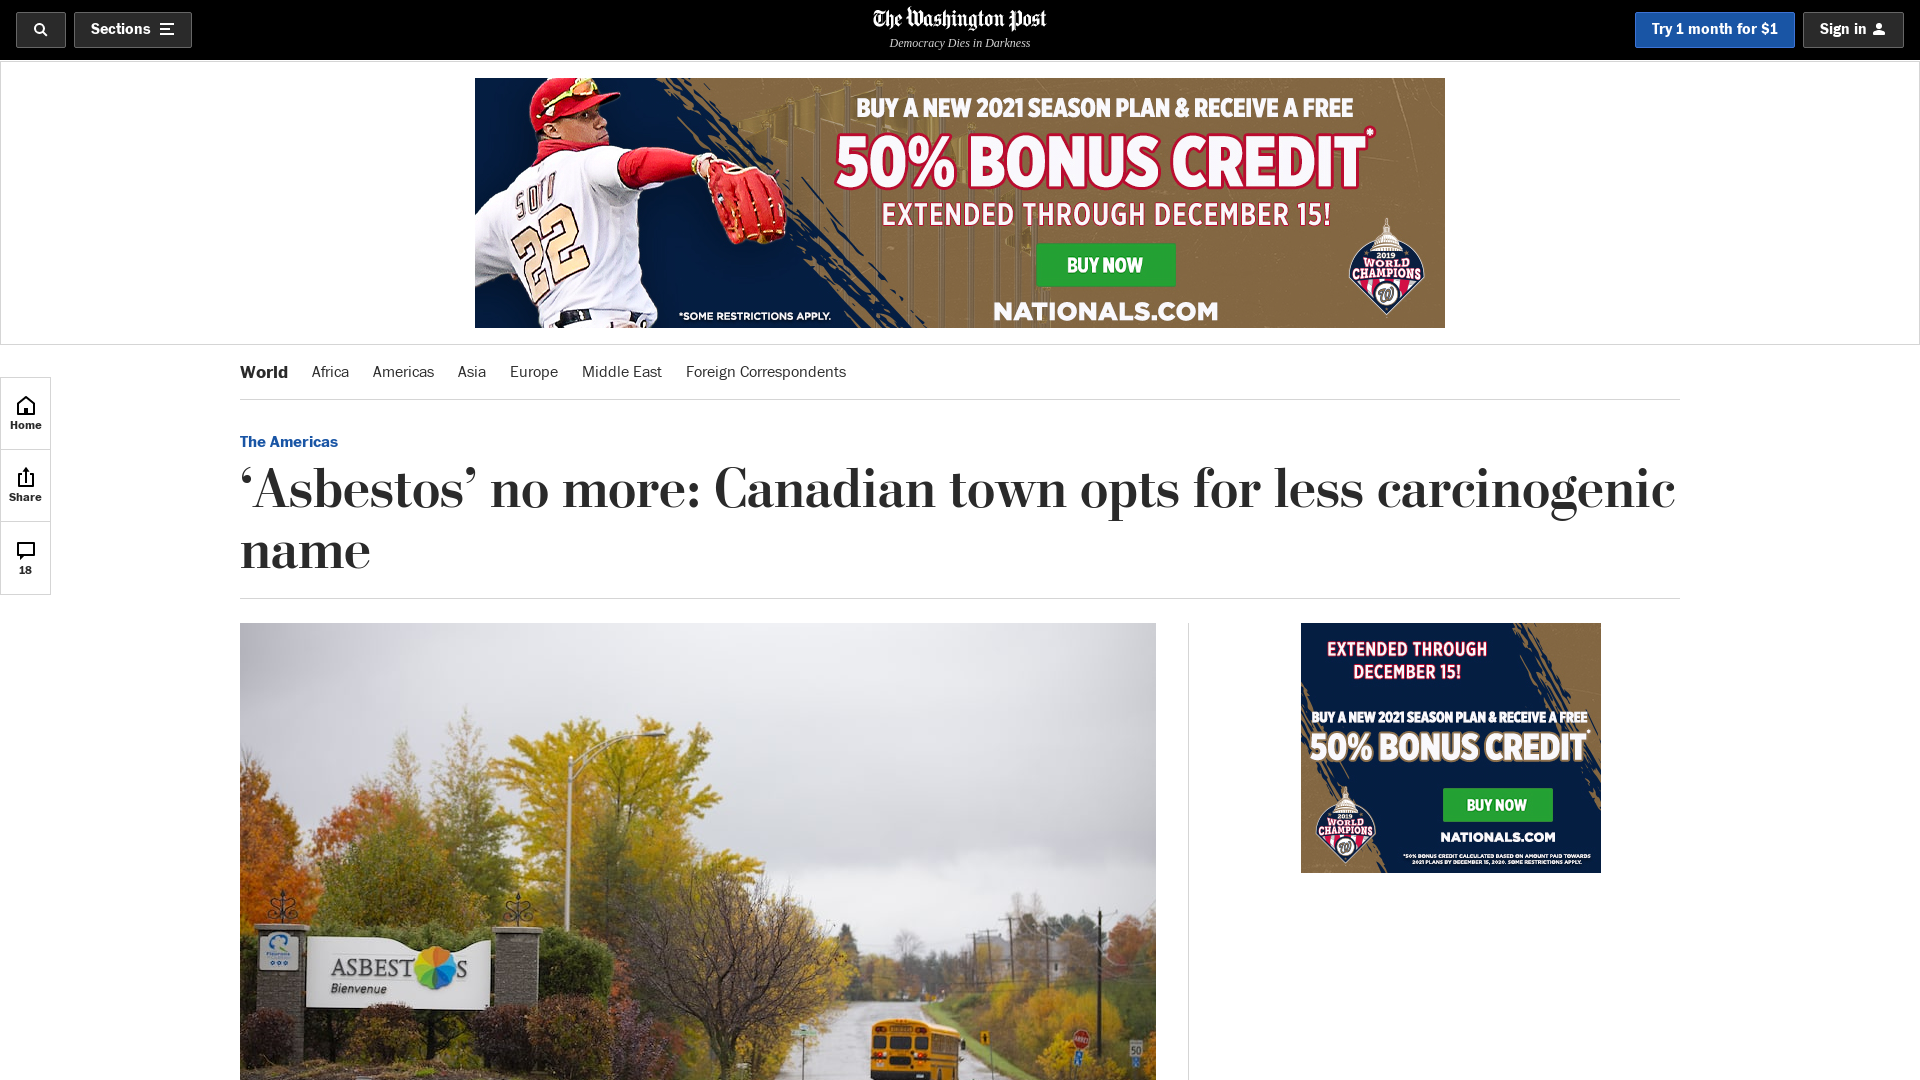 Sections
The Washington Post
Democracy Dies in Darkness
Try 1 month for $1
Sign in
BUY A NEW 2021 SEASON PLAN & RECEIVE A FREE
50% BONUS CREDIT*
EXTENDED THROUGH DECEMBER 15!
BUY NOW
NATIONALS.COM
*SOME RESTRICTIONS APPLY.
SOTO
22
2019
WORLD
CHAMPIONS
W
World Africa Americas Asia Europe Middle East Foreign Correspondents
Home
Share
18
The Americas
‘Asbestos’ no more: Canadian town opts for less carcinogenic
name
ASBESTOS
Bienvenue
50
EXTENDED THROUGH
DECEMBER 15!
BUY A NEW 2021 SEASON PLAN & RECEIVE A FREE
50% BONUS CREDIT*
BUY NOW
NATIONALS.COM
2019
WORLD
CHAMPIONS
W
*50% BONUS CREDIT CALCULATED BASED ON AMOUNT PAID TOWARDS
2021 PLANS BY DECEMBER 15, 2020. SOME RESTRICTIONS APPLY.